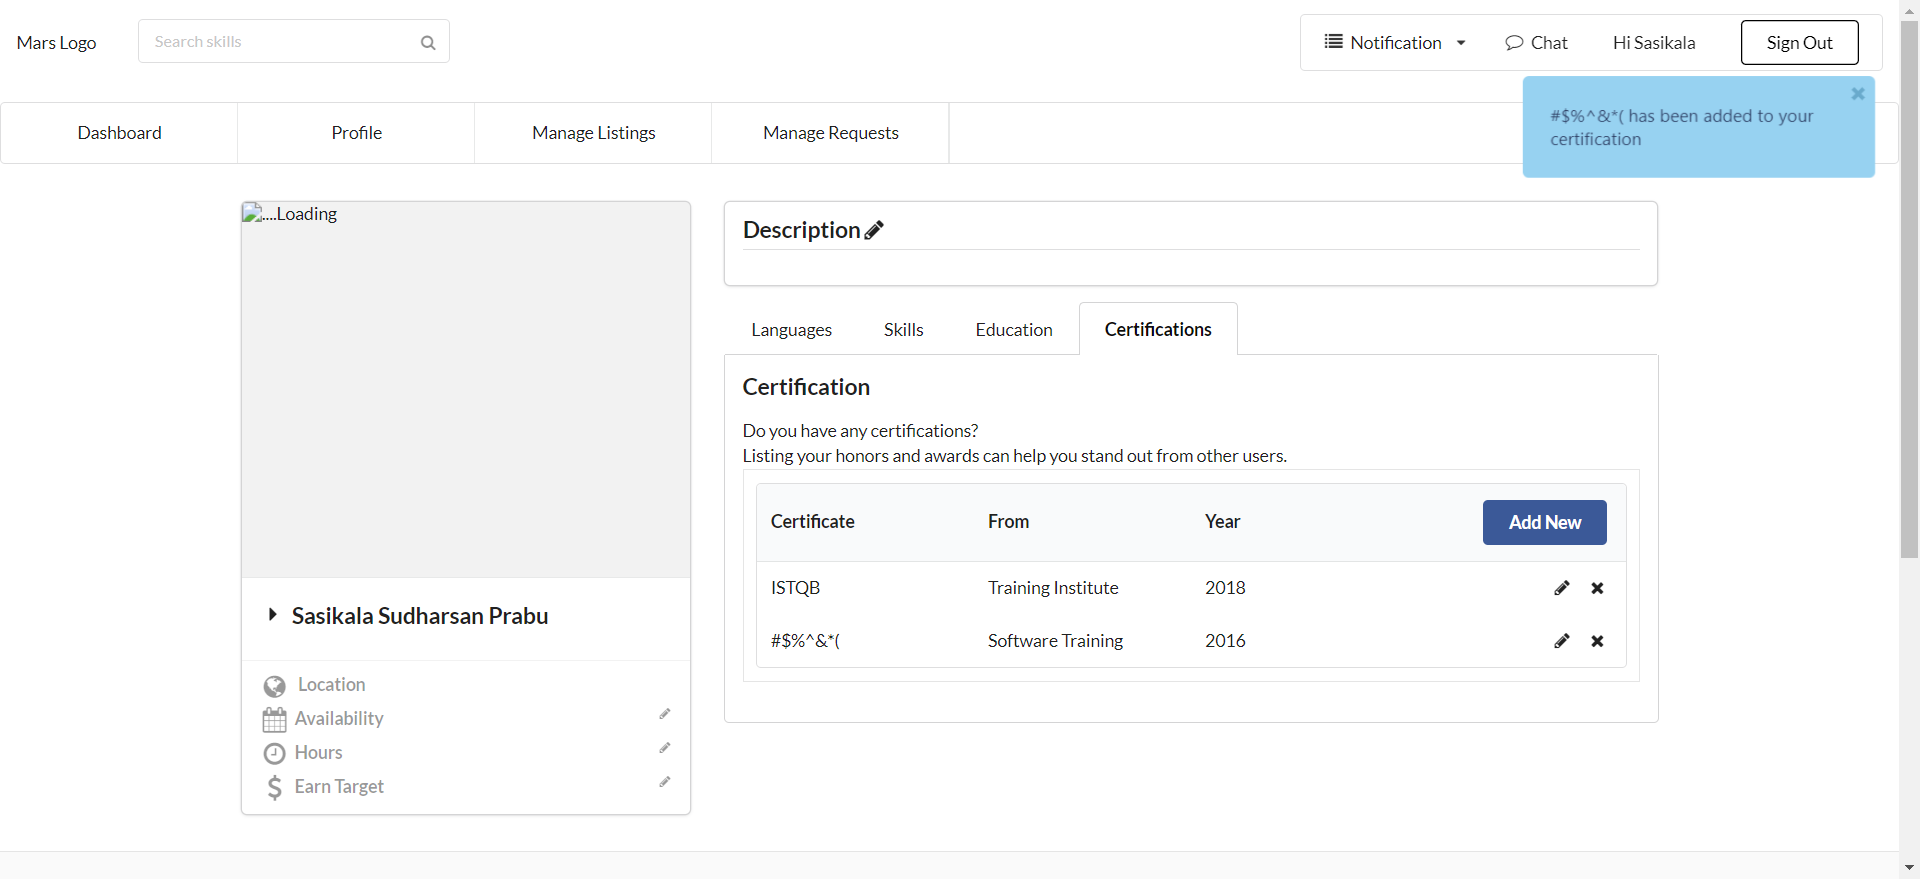 Mars Logo
Search skills
Notification
Chat
Hi Sasikala
Sign Out
#$%^&*( has been added to your
certification
Dashboard
Profile
Manage Listings
Manage Requests
....Loading
Sasikala Sudharsan Prabu
Location
Availability
Hours
Earn Target
Description
Languages
Skills
Education
Certifications
Certification
Do you have any certifications?
Listing your honors and awards can help you stand out from other users.
Certificate From Year Add New
ISTQB Training Institute 2018
#$%^&*( Software Training 2016